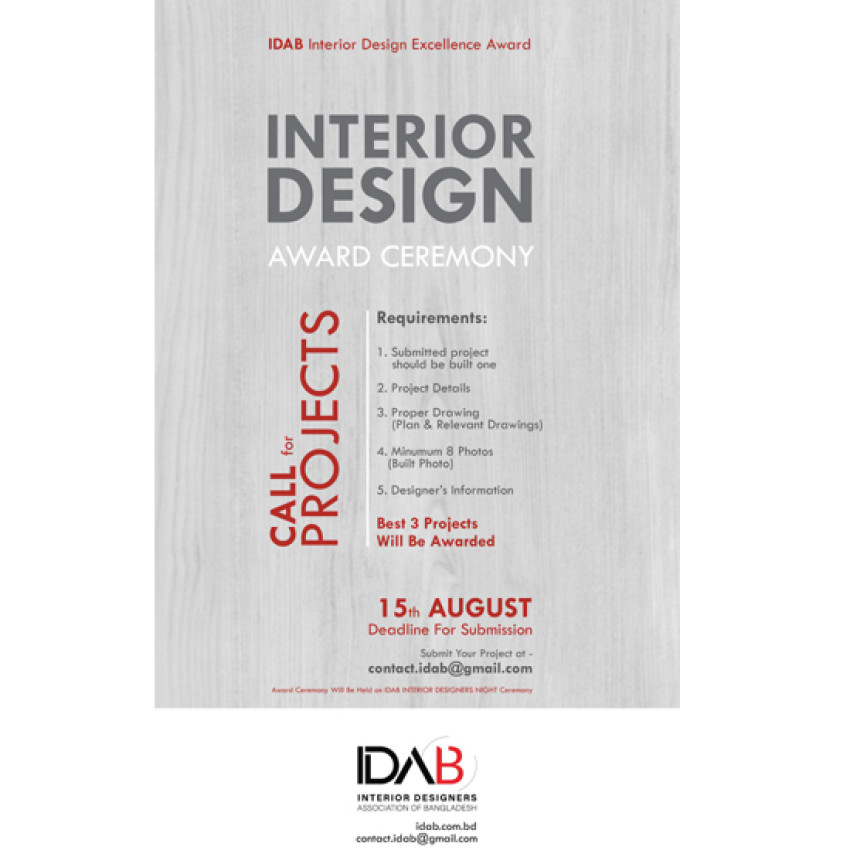 IDAB Interior Design Excellence Award
INTERIOR
DESIGN
AWARD CEREMONY
CALL for
PROJECTS
Requirements:
1. Submitted project
should be built one
2. Project Details
3. Proper Drawing
(Plan & Relevant Drawings)
4. Minumum 8 Photos
(Built Photo)
5. Designer's Information
Best 3 Projects
Will Be Awarded
15th AUGUST
Deadline For Submission
Submit Your Project at -
contact.idab@gmail.com
Award Ceremony Will Be Held on IDAB INTERIOR DESIGNERS NIGHT Ceremony
IDAB
INTERIOR DESIGNERS
ASSOCIATION OF BANGLADESH
idab.com.bd
contact.idab@gmail.com